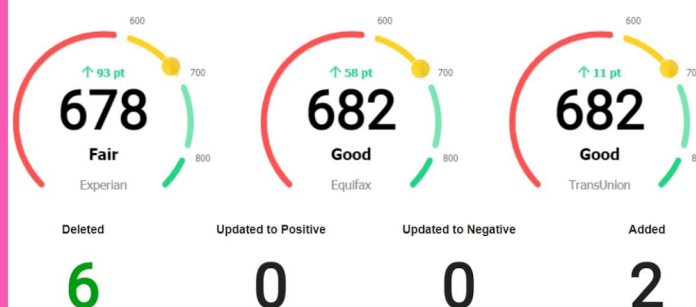 600 600 600
↑ 93 pt ↑ 58 pt ↑ 11 pt
700 700
678 682 682
Fair Good Good
800 800
Experian Equifax TransUnion
Deleted Updated to Positive Updated to Negative Added
6 0 0 2